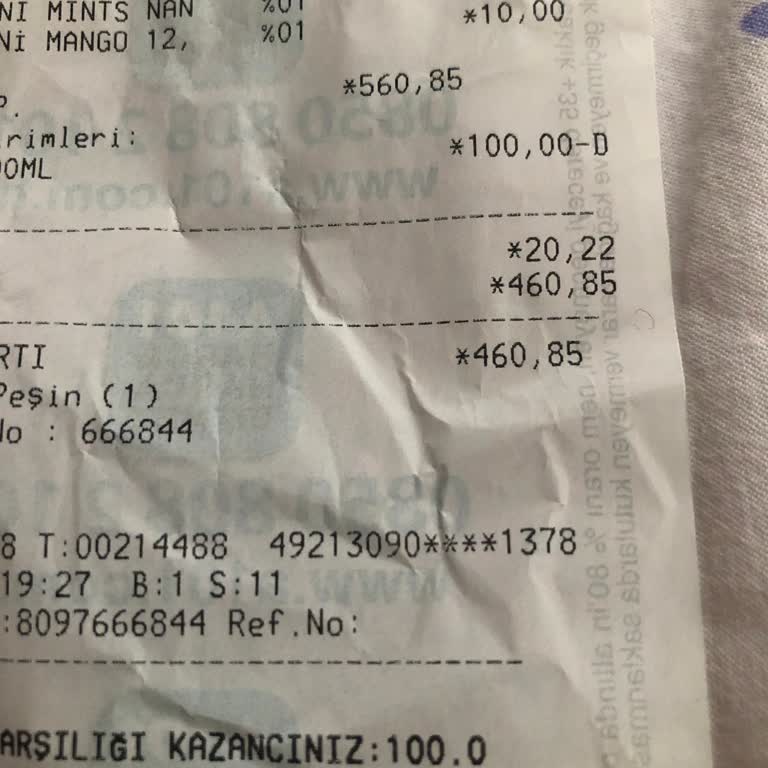 Nİ MINTS NAN %01 *10,00
Nİ MANGO 12, %01
*560,85
P.
rimleri:
*100,00-D
00ML
*20,22
*460,85
RTI *460,85
Peşin (1)
No : 666844
8 T:00214488 49213090****1378
19:27 B:1 S:11
:8097666844 Ref.No:
ARŞILIĞI KAZANCINIZ:100.0